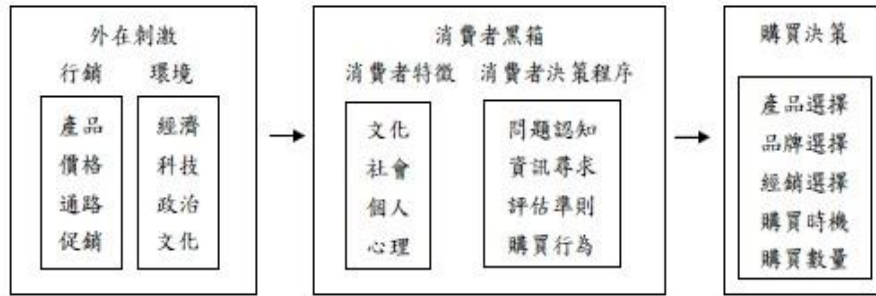 外在刺激
行銷 環境
產品
價格
通路
促銷
經濟
科技
政治
文化
消費者黑箱
消費者特徵 消費者決策程序
文化
社會
個人
心理
問題認知
資訊尋求
評估準則
購買行為
購買決策
產品選擇
品牌選擇
經銷選擇
購買時機
購買數量